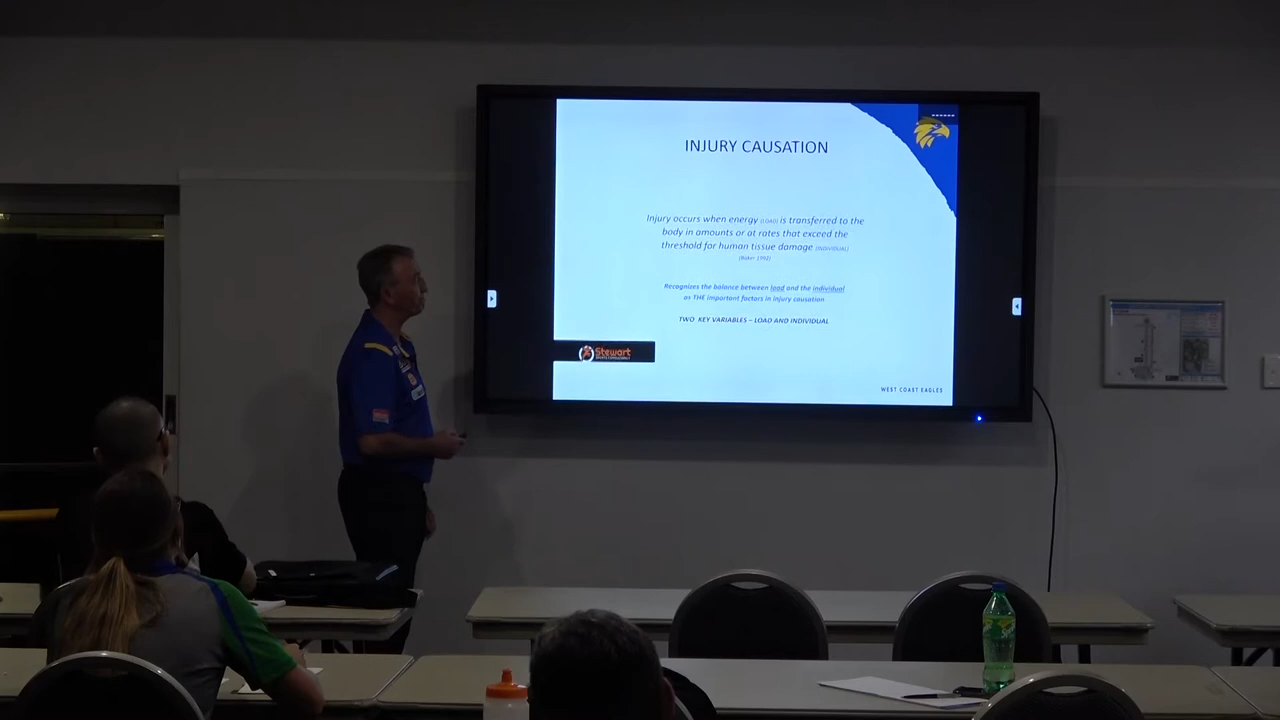 INJURY CAUSATION
Injury occurs when energy (LOAD) is transferred to the
body in amounts or at rates that exceed the
threshold for human tissue damage (INDIVIDUAL)
(Baker 1992)
Recognizes the balance between load and the individual
as THE important factors in injury causation
TWO KEY VARIABLES – LOAD AND INDIVIDUAL
Stewart
WEST COAST EAGLES